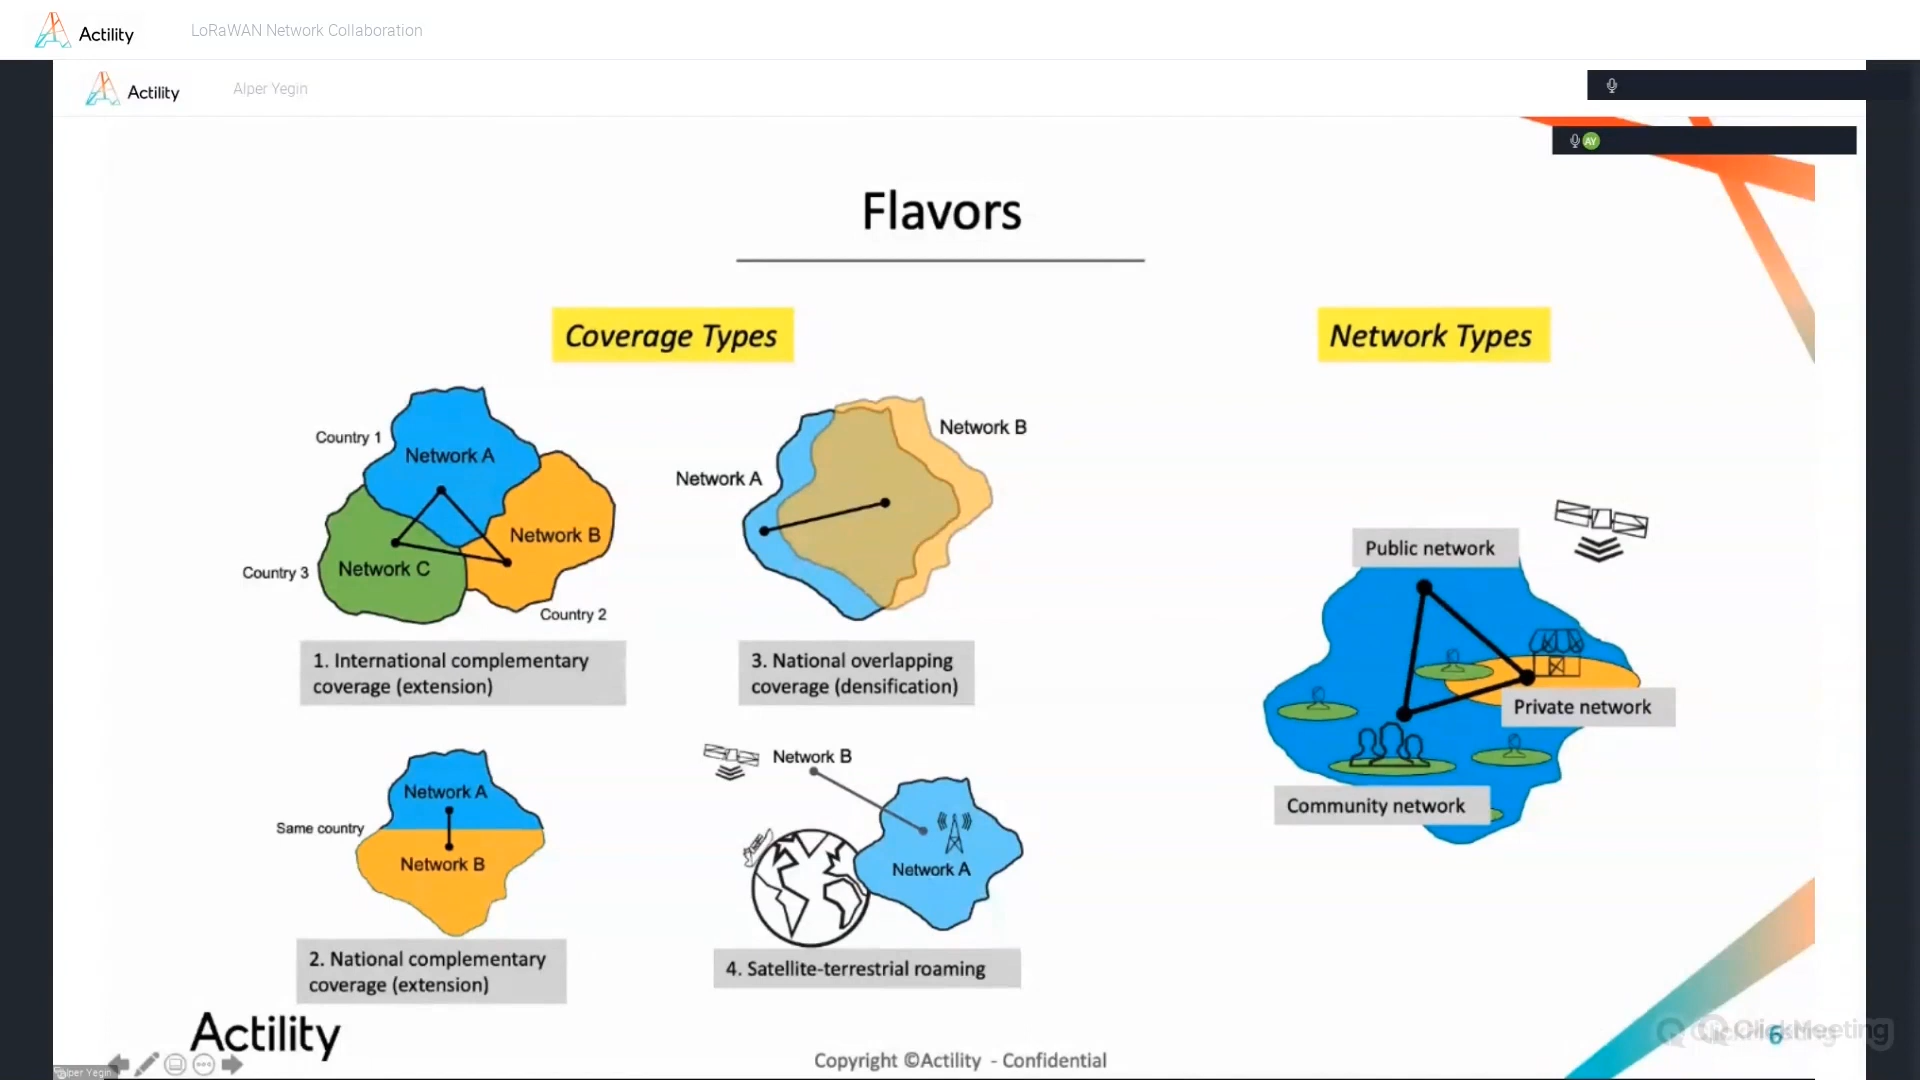 Actility
LoRaWAN Network Collaboration
Actility
Alper Yegin
AY
Flavors
Coverage Types
Network Types
Country 1
Network A
Network B
Network C
Country 3
Country 2
1. International complementary
coverage (extension)
Network B
Network A
3. National overlapping
coverage (densification)
Network A
Same country
Network B
2. National complementary
coverage (extension)
Network B
Network A
4. Satellite-terrestrial roaming
Public network
Private network
Community network
Actility
Copyright ©Actility - Confidential
6
ClickMeeting
Alper Yegin